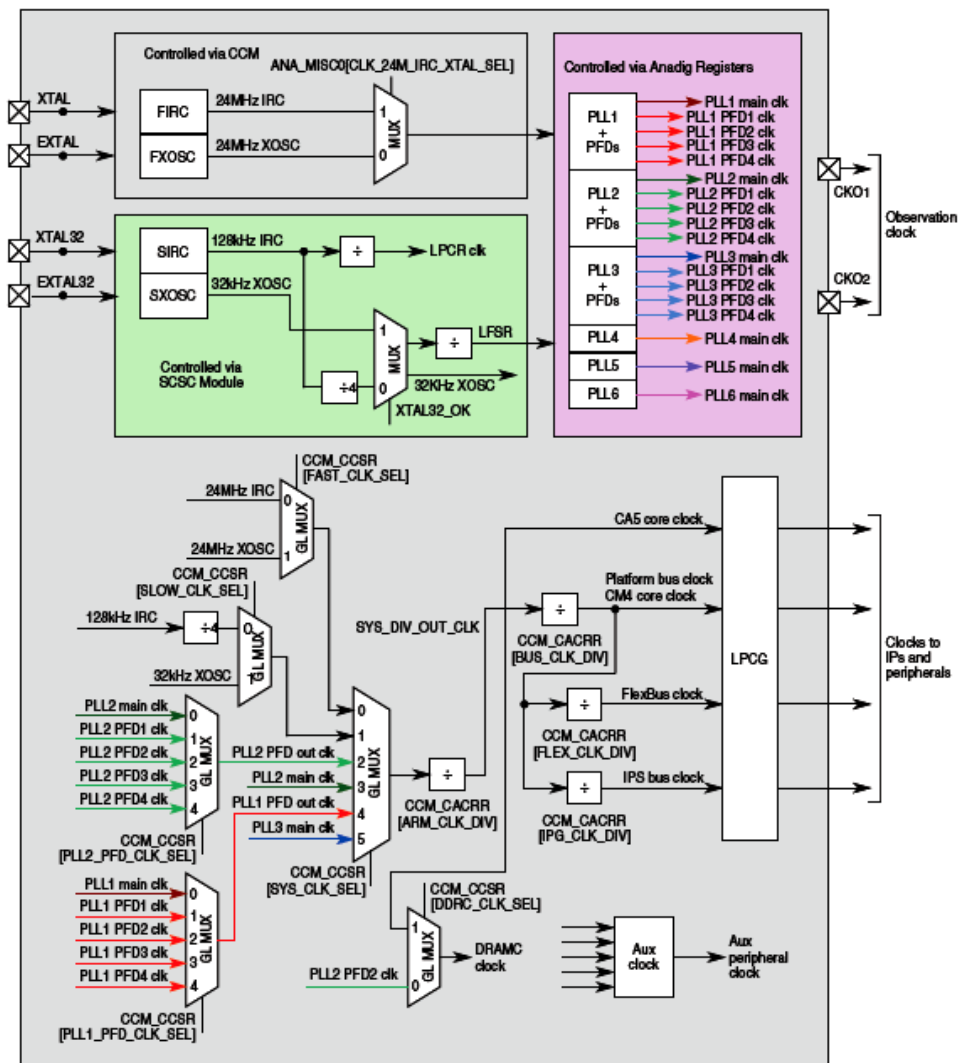 Controlled via CCM
ANA_MISC0[CLK_24M_IRC_XTAL_SEL]
XTAL
EXTAL
FIRC
FXOSC
24MHz IRC
24MHz XOSC
1
0
MUX
Controlled via Anadig Registers
PLL1
+
PFDs
PLL1 main clk
PLL1 PFD1 clk
PLL1 PFD2 clk
PLL1 PFD3 clk
PLL1 PFD4 clk
PLL2
+
PFDs
PLL2 main clk
PLL2 PFD1 clk
PLL2 PFD2 clk
PLL2 PFD3 clk
PLL2 PFD4 clk
PLL3
+
PFDs
PLL3 main clk
PLL3 PFD1 clk
PLL3 PFD2 clk
PLL3 PFD3 clk
PLL3 PFD4 clk
PLL4
PLL4 main clk
PLL5
PLL5 main clk
PLL6
PLL6 main clk
CKO1
CKO2
Observation
clock
XTAL32
EXTAL32
SIRC
SXOSC
128kHz IRC
32kHz XOSC
÷
LPCR clk
1
0
MUX
÷
LFSR
÷4
32KHz XOSC
XTAL32_OK
Controlled via
SCSC Module
CCM_CCSR
[FAST_CLK_SEL]
24MHz IRC
24MHz XOSC
0
1
GL MUX
CCM_CCSR
[SLOW_CLK_SEL]
128kHz IRC
÷4
32kHz XOSC
0
1
GL MUX
PLL2 main clk
PLL2 PFD1 clk
PLL2 PFD2 clk
PLL2 PFD3 clk
PLL2 PFD4 clk
0
1
2
3
4
GL MUX
CCM_CCSR
[PLL2_PFD_CLK_SEL]
PLL1 main clk
PLL1 PFD1 clk
PLL1 PFD2 clk
PLL1 PFD3 clk
PLL1 PFD4 clk
0
1
2
3
4
GL MUX
CCM_CCSR
[PLL1_PFD_CLK_SEL]
PLL2 PFD out clk
PLL2 main clk
PLL1 PFD out clk
PLL3 main clk
0
1
2
3
4
5
GL MUX
CCM_CCSR
[SYS_CLK_SEL]
÷
CCM_CACRR
[ARM_CLK_DIV]
SYS_DIV_OUT_CLK
÷
CCM_CACRR
[BUS_CLK_DIV]
÷
CCM_CACRR
[FLEX_CLK_DIV]
÷
CCM_CACRR
[IPG_CLK_DIV]
CA5 core clock
Platform bus clock
CM4 core clock
FlexBus clock
IPS bus clock
LPCG
Clocks to
IPs and
peripherals
CCM_CCSR
[DDRC_CLK_SEL]
1
0
GL MUX
PLL2 PFD2 clk
DRAMC
clock
Aux
clock
Aux
peripheral
clock